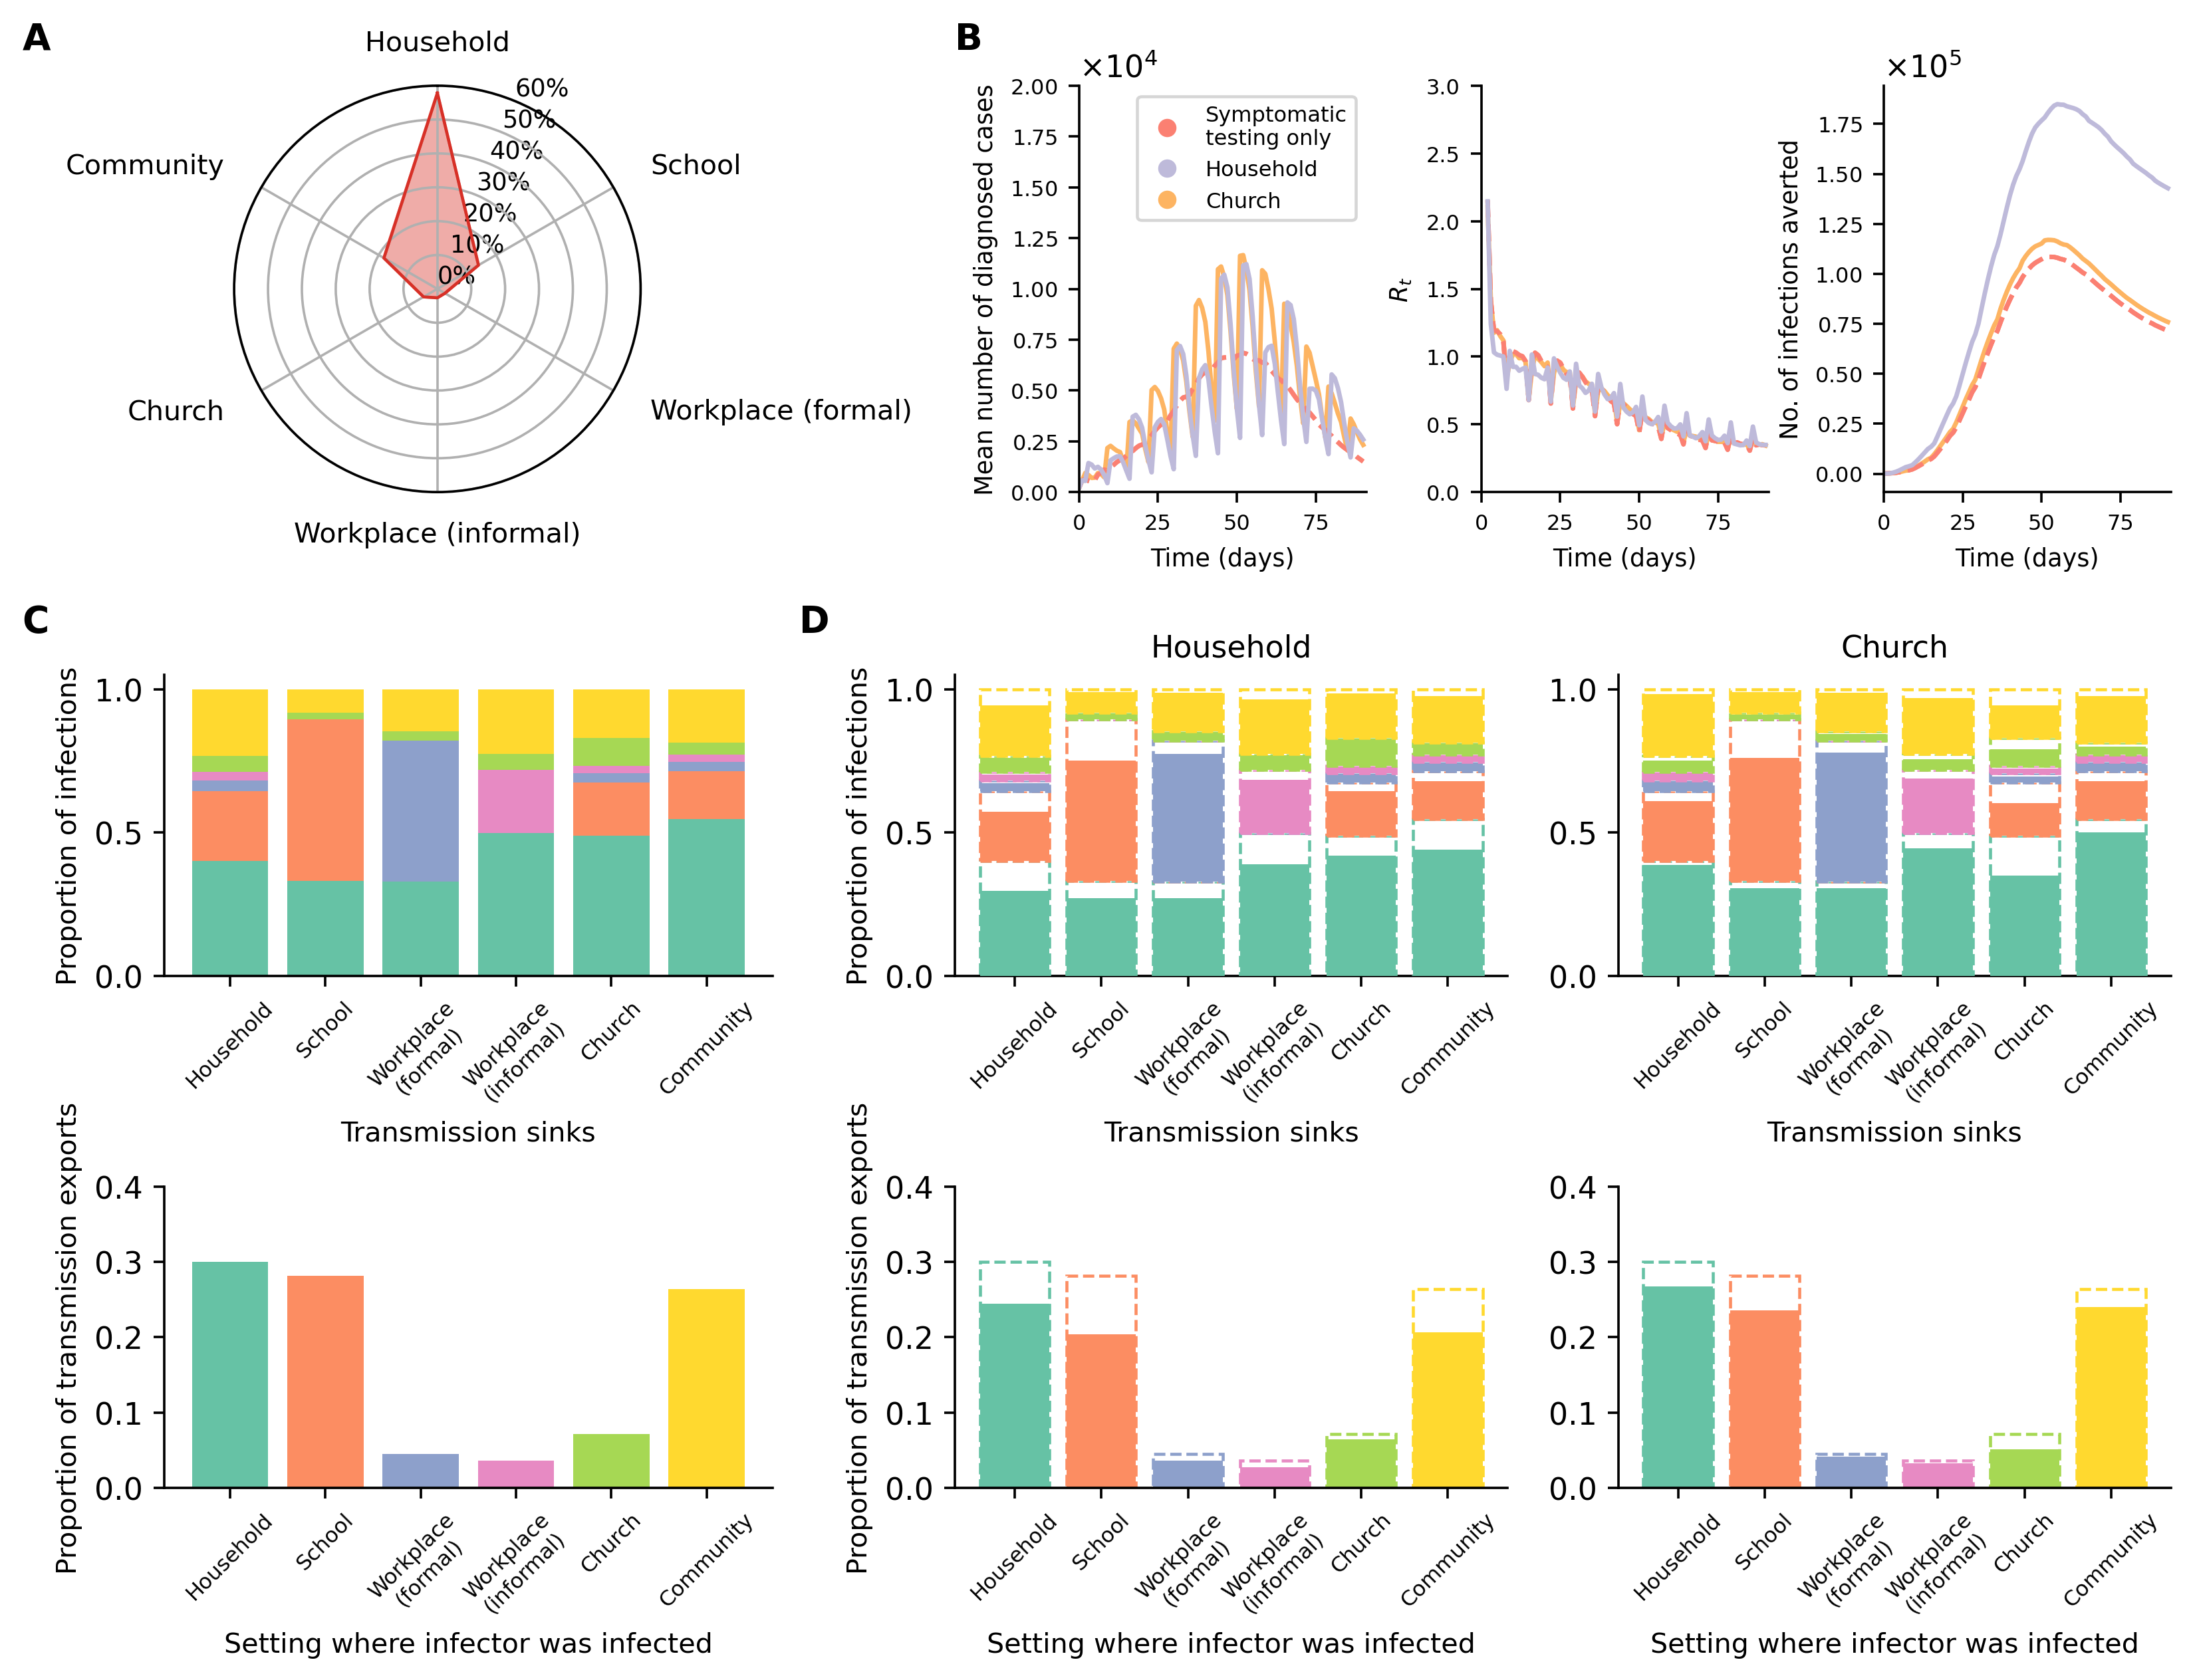 A
Household
60%
50%
40%
30%
20%
10%
0%
Community
School
Church
Workplace (formal)
Workplace (informal)
B
×10⁴
Mean number of diagnosed cases
2.00
1.75
1.50
1.25
1.00
0.75
0.50
0.25
0.00
Symptomatic
testing only
Household
Church
0
25
50
75
Time (days)
R_t
3.0
2.5
2.0
1.5
1.0
0.5
0.0
0
25
50
75
Time (days)
×10⁵
No. of infections averted
1.75
1.50
1.25
1.00
0.75
0.50
0.25
0.00
0
25
50
75
Time (days)
C
Proportion of infections
1.0
0.5
0.0
Household
School
Workplace
(formal)
Workplace
(informal)
Church
Community
Transmission sinks
Proportion of transmission exports
0.4
0.3
0.2
0.1
0.0
Household
School
Workplace
(formal)
Workplace
(informal)
Church
Community
Setting where infector was infected
D
Household
Proportion of infections
1.0
0.5
0.0
Household
School
Workplace
(formal)
Workplace
(informal)
Church
Community
Transmission sinks
Church
1.0
0.5
0.0
Household
School
Workplace
(formal)
Workplace
(informal)
Church
Community
Transmission sinks
Proportion of transmission exports
0.4
0.3
0.2
0.1
0.0
Household
School
Workplace
(formal)
Workplace
(informal)
Church
Community
Setting where infector was infected
0.4
0.3
0.2
0.1
0.0
Household
School
Workplace
(formal)
Workplace
(informal)
Church
Community
Setting where infector was infected